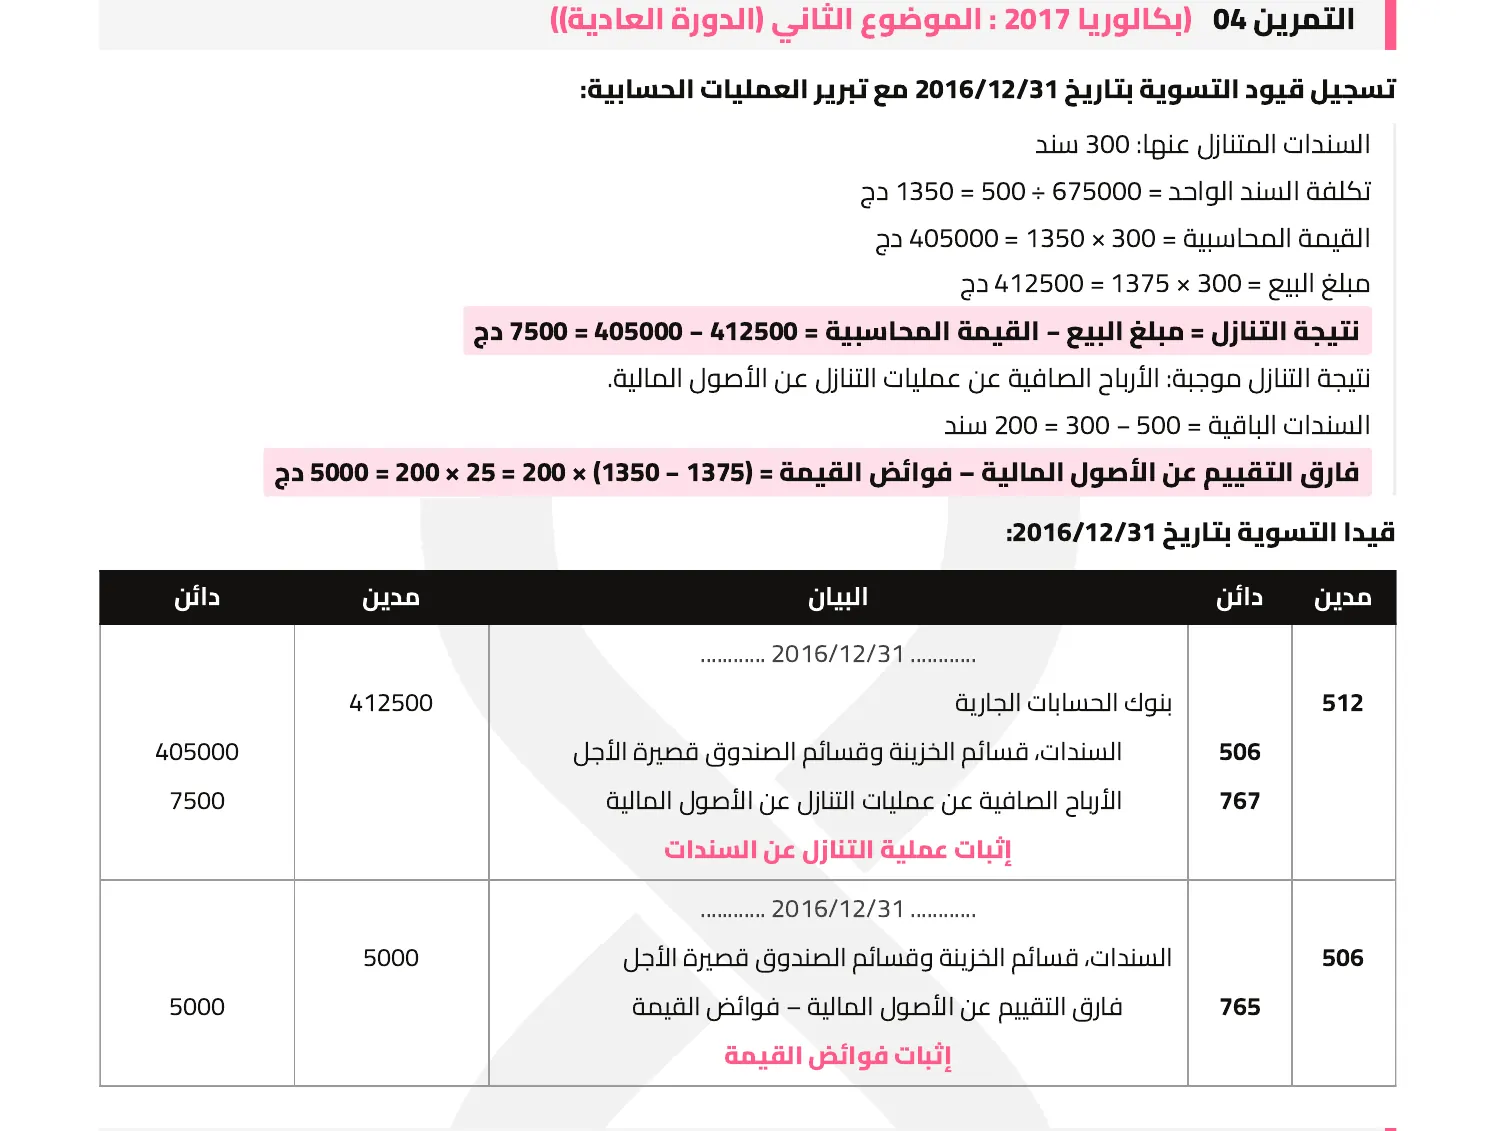 التمرين 04 (بكالوريا 2017 : الموضوع الثاني (الدورة العادية))
تسجيل قيود التسوية بتاريخ 2016/12/31 مع تبرير العمليات الحسابية:
السندات المتنازل عنها: 300 سند
تكلفة السند الواحد = 675000 ÷ 500 = 1350 دج
القيمة المحاسبية = 300 × 1350 = 405000 دج
مبلغ البيع = 300 × 1375 = 412500 دج
نتيجة التنازل = مبلغ البيع – القيمة المحاسبية = 412500 – 405000 = 7500 دج
نتيجة التنازل موجبة: الأرباح الصافية عن عمليات التنازل عن الأصول المالية.
السندات الباقية = 500 – 300 = 200 سند
فارق التقييم عن الأصول المالية – فوائض القيمة = (1375 – 1350) × 200 = 25 × 200 = 5000 دج
قيدا التسوية بتاريخ 2016/12/31:
مدين دائن البيان مدين دائن
............ 2016/12/31 ............
512 بنوك الحسابات الجارية 412500
506 السندات، قسائم الخزينة وقسائم الصندوق قصيرة الأجل 405000
767 الأرباح الصافية عن عمليات التنازل عن الأصول المالية 7500
إثبات عملية التنازل عن السندات
............ 2016/12/31 ............
506 السندات، قسائم الخزينة وقسائم الصندوق قصيرة الأجل 5000
765 فارق التقييم عن الأصول المالية – فوائض القيمة 5000
إثبات فوائض القيمة